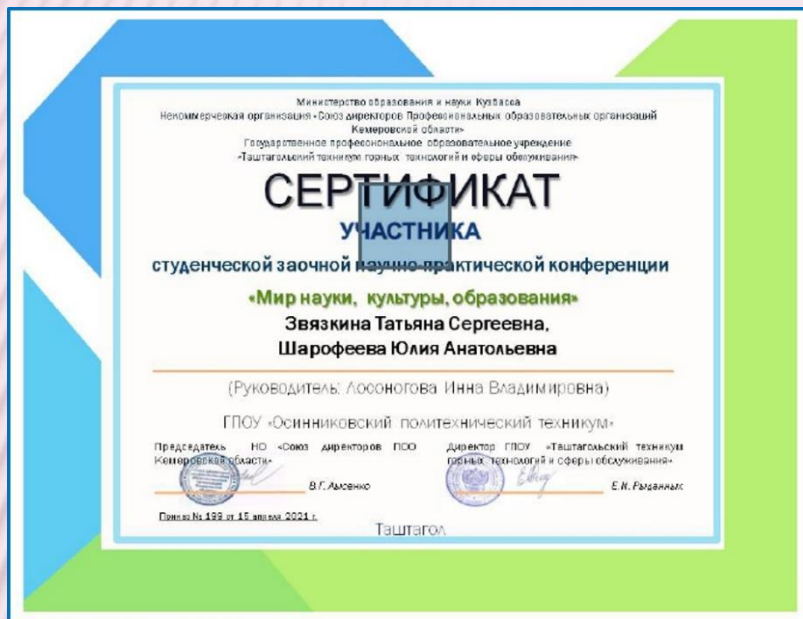 Министерство образования и науки Кузбасса
Некоммерческая организация «Союз директоров Профессиональных образовательных организаций
Кемеровской области»
Государственное профессиональное образовательное учреждение
«Таштагольский техникум горных технологий и сферы обслуживания»
СЕРТИФИКАТ
УЧАСТНИКА
студенческой заочной научно-практической конференции
«Мир науки, культуры, образования»
Звязкина Татьяна Сергеевна,
Шарофеева Юлия Анатольевна
(Руководитель: Лосоногова Инна Владимировна)
ГПОУ «Осинниковский политехнический техникум»
Председатель НО «Союз директоров ПОО
Кемеровской области»
В.Г. Лысенко
Директор ГПОУ «Таштагольский техникум
горных технологий и сферы обслуживания»
Е.Н. Рыданных
Приказ № 199 от 15 апреля 2021 г.
Таштагол